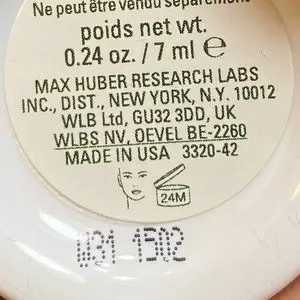 Ne peut être vendu séparément
poids net wt.
0.24 oz. / 7 ml ℮
MAX HUBER RESEARCH LABS
INC., DIST., NEW YORK, N.Y. 10012
WLB Ltd, GU32 3DD, UK
WLBS NV, OEVEL BE-2260
MADE IN USA 3320-42
24M